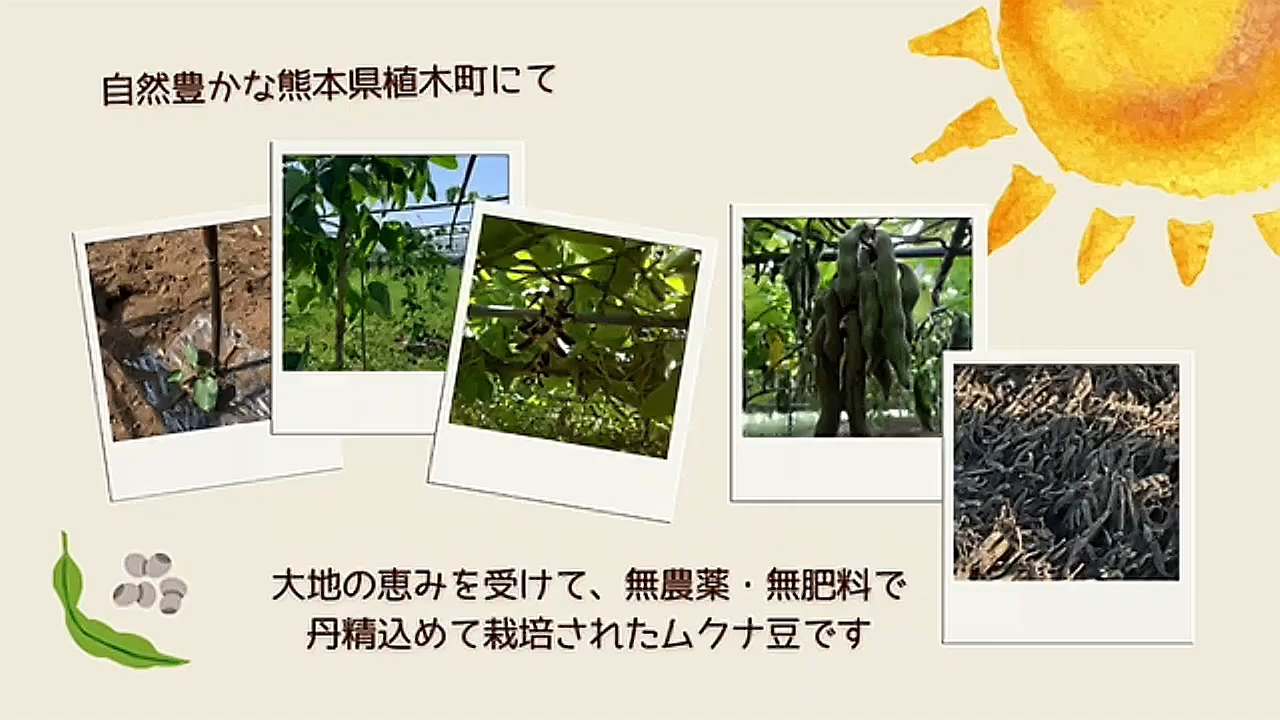 自然豊かな熊本県植木町にて
大地の恵みを受けて、無農薬・無肥料で
丹精込めて栽培されたムクナ豆です